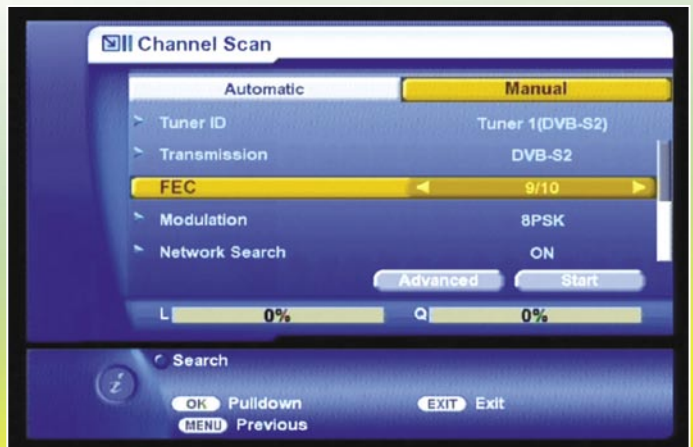 Channel Scan
Automatic Manual
Tuner ID Tuner 1(DVB-S2)
Transmission DVB-S2
FEC 9/10
Modulation 8PSK
Network Search ON
Advanced Start
L 0% Q 0%
Search
i
OK Pulldown EXIT Exit
MENU Previous